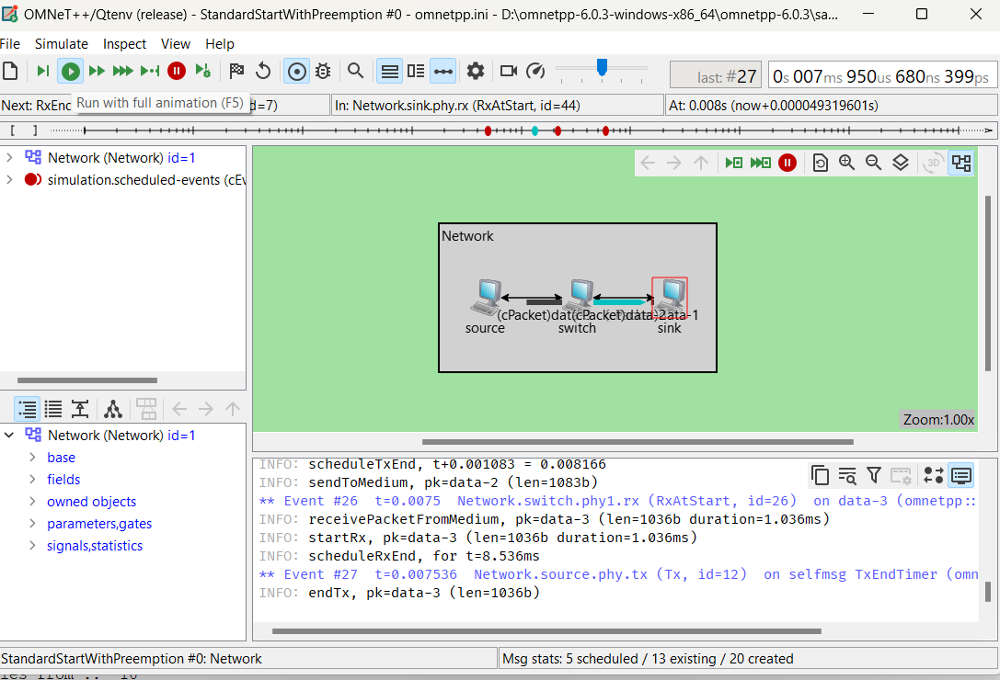 OMNeT++/Qtenv (release) - StandardStartWithPreemption #0 - omnetpp.ini - D:\omnetpp-6.0.3-windows-x86_64\omnetpp-6.0.3\sa...
File Simulate Inspect View Help
last: #27 0s 007ms 950us 680ns 399ps
Next: RxEnd d=7) In: Network.sink.phy.rx (RxAtStart, id=44) At: 0.008s (now+0.000049319601s)
Run with full animation (F5)
[ ]
Network (Network) id=1
simulation.scheduled-events (cEv
3D
Network
(cPacket)data-1
source switch sink
Zoom:1.00x
Network (Network) id=1
base
fields
owned objects
parameters,gates
signals,statistics
INFO: scheduleTxEnd, t+0.001083 = 0.008166
INFO: sendToMedium, pk=data-2 (len=1083b)
** Event #26 t=0.0075 Network.switch.phy1.rx (RxAtStart, id=26) on data-3 (omnetpp::
INFO: receivePacketFromMedium, pk=data-3 (len=1036b duration=1.036ms)
INFO: startRx, pk=data-3 (len=1036b duration=1.036ms)
INFO: scheduleRxEnd, for t=8.536ms
** Event #27 t=0.007536 Network.source.phy.tx (Tx, id=12) on selfmsg TxEndTimer (omn
INFO: endTx, pk=data-3 (len=1036b)
StandardStartWithPreemption #0: Network Msg stats: 5 scheduled / 13 existing / 20 created